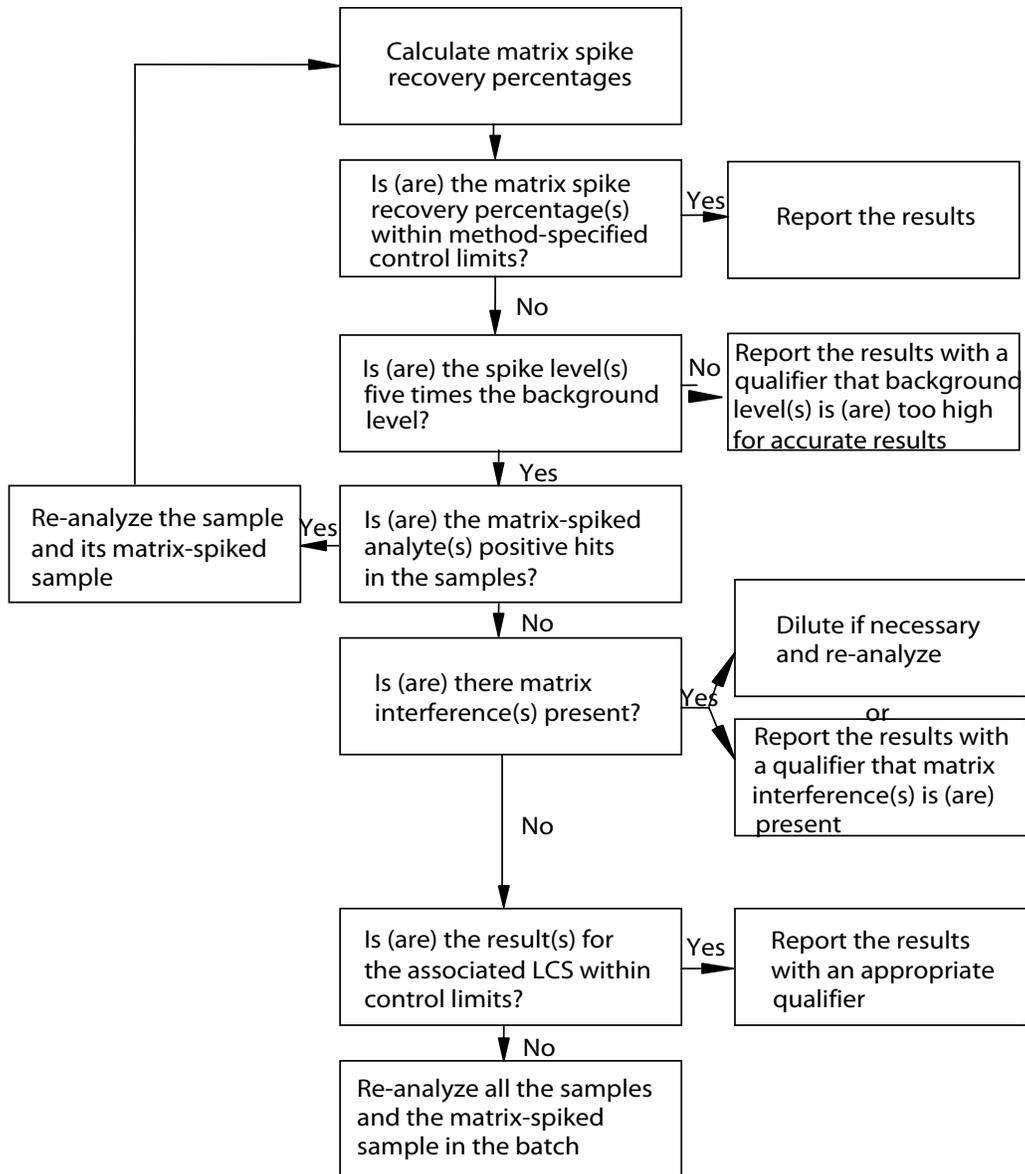 Calculate matrix spike
recovery percentages
Is (are) the matrix spike
recovery percentage(s)
within method-specified
control limits?
Yes
Report the results
No
Is (are) the spike level(s)
five times the background
level?
No
Report the results with a
qualifier that background
level(s) is (are) too high
for accurate results
Yes
Is (are) the matrix-spiked
analyte(s) positive hits
in the samples?
Yes
Re-analyze the sample
and its matrix-spiked
sample
No
Is (are) there matrix
interference(s) present?
Yes
Dilute if necessary
and re-analyze
or
Report the results with
a qualifier that matrix
interference(s) is (are)
present
No
Is (are) the result(s) for
the associated LCS within
control limits?
Yes
Report the results
with an appropriate
qualifier
No
Re-analyze all the samples
and the matrix-spiked
sample in the batch